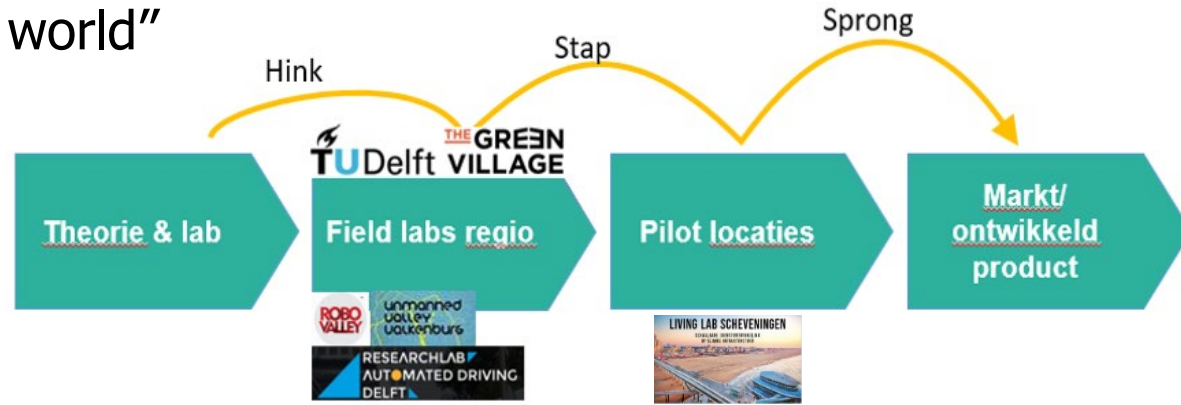 world”
Hink
Stap
Sprong
TUDelft
THE GREEN
VILLAGE
Theorie & lab
Field labs regio
Pilot locaties
Markt/
ontwikkeld
product
ROBO
VALLEY
unmanned
valley
valkenburg
RESEARCHLAB
AUTOMATED DRIVING
DELFT
LIVING LAB SCHEVENINGEN